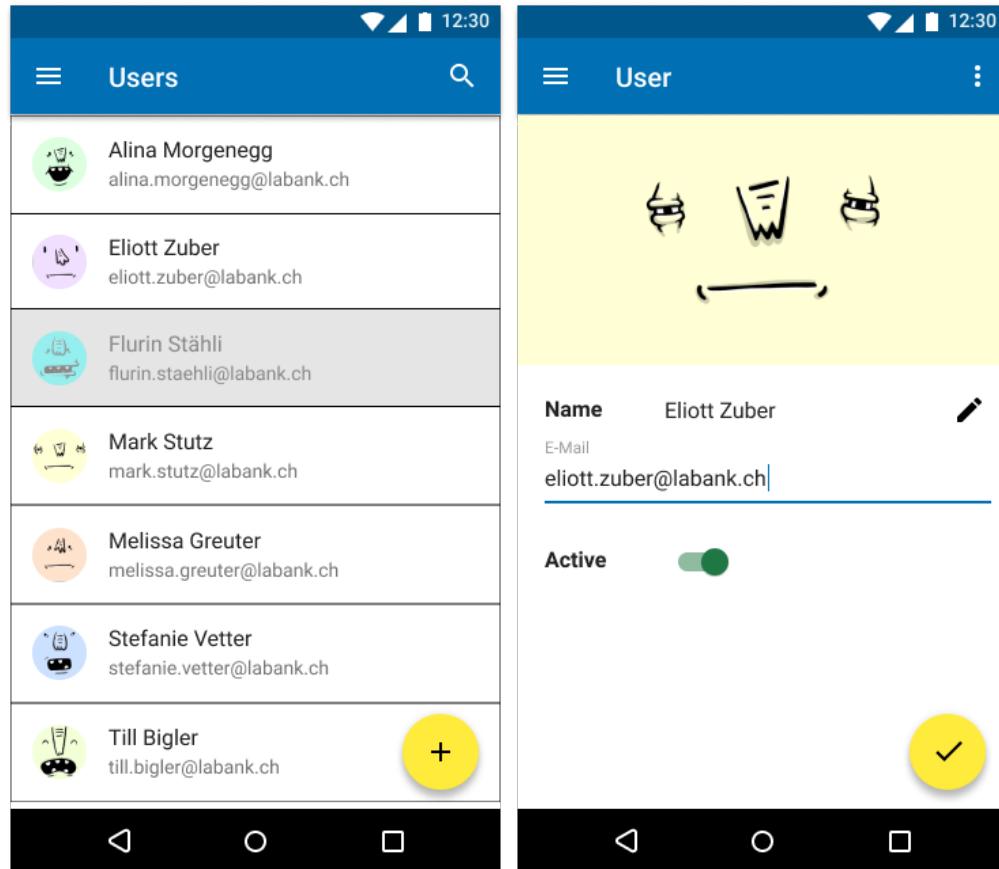 12:30
Users
Alina Morgenegg
alina.morgenegg@labank.ch
Eliott Zuber
eliott.zuber@labank.ch
Flurin Stähli
flurin.staehli@labank.ch
Mark Stutz
mark.stutz@labank.ch
Melissa Greuter
melissa.greuter@labank.ch
Stefanie Vetter
stefanie.vetter@labank.ch
Till Bigler
till.bigler@labank.ch
12:30
User
Name Eliott Zuber
E-Mail
eliott.zuber@labank.ch
Active